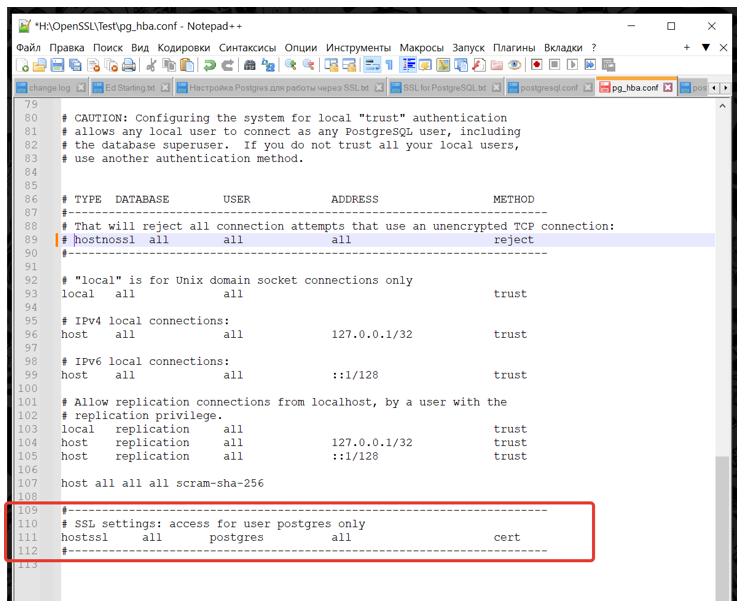 *H:\OpenSSL\Test\pg_hba.conf - Notepad++
Файл Правка Поиск Вид Кодировки Синтаксисы Опции Инструменты Макросы Запуск Плагины Вкладки ? + ▼ X
change.log Ed Starting.txt Настройка Postgres для работы через SSL.txt SSL for PostgreSQL.txt postgresql.conf pg_hba.conf pos
79
80 # CAUTION: Configuring the system for local "trust" authentication
81 # allows any local user to connect as any PostgreSQL user, including
82 # the database superuser.  If you do not trust all your local users,
83 # use another authentication method.
84
85
86 # TYPE  DATABASE        USER            ADDRESS                 METHOD
87 #-----------------------------------------------------------------------
88 # That will reject all connection attempts that use an unencrypted TCP connection:
89 # hostnossl  all        all             all                     reject
90 #-----------------------------------------------------------------------
91
92 # "local" is for Unix domain socket connections only
93 local   all             all                                     trust
94
95 # IPv4 local connections:
96 host    all             all             127.0.0.1/32            trust
97
98 # IPv6 local connections:
99 host    all             all             ::1/128                 trust
100
101 # Allow replication connections from localhost, by a user with the
102 # replication privilege.
103 local   replication     all                                     trust
104 host    replication     all             127.0.0.1/32            trust
105 host    replication     all             ::1/128                 trust
106
107 host all all all scram-sha-256
108
109 #-----------------------------------------------------------------------
110 # SSL settings: access for user postgres only
111 hostssl     all       postgres          all                     cert
112 #-----------------------------------------------------------------------
113